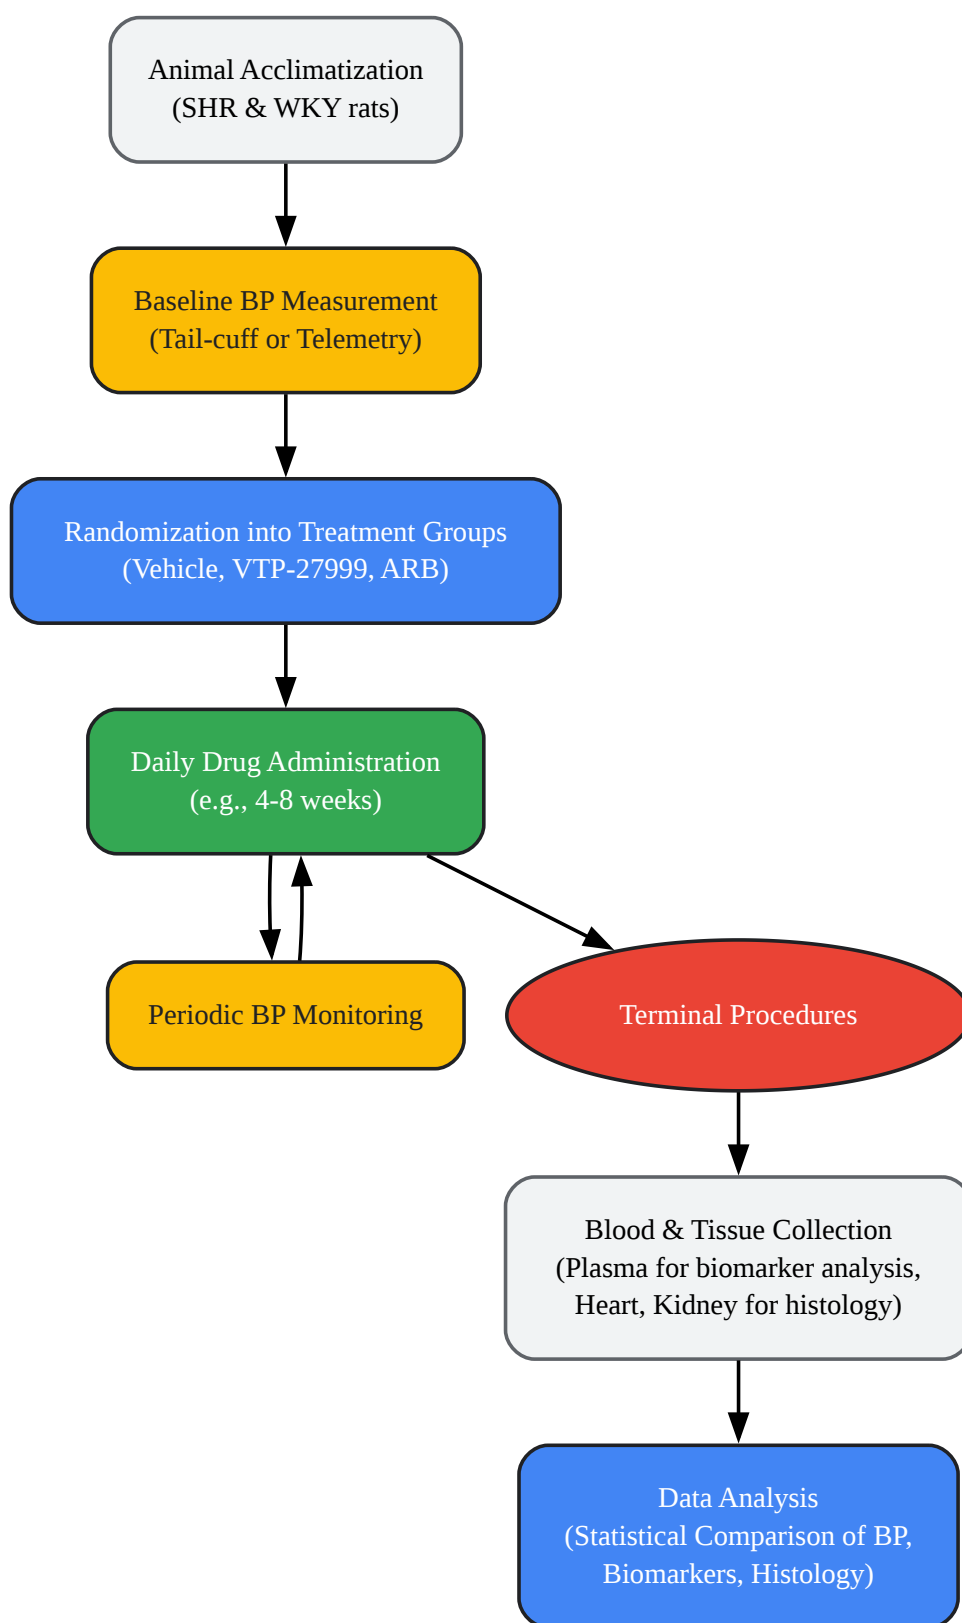 Animal Acclimatization
(SHR & WKY rats)
Baseline BP Measurement
(Tail-cuff or Telemetry)
Randomization into Treatment Groups
(Vehicle, VTP-27999, ARB)
Daily Drug Administration
(e.g., 4-8 weeks)
Periodic BP Monitoring
Terminal Procedures
Blood & Tissue Collection
(Plasma for biomarker analysis,
Heart, Kidney for histology)
Data Analysis
(Statistical Comparison of BP,
Biomarkers, Histology)